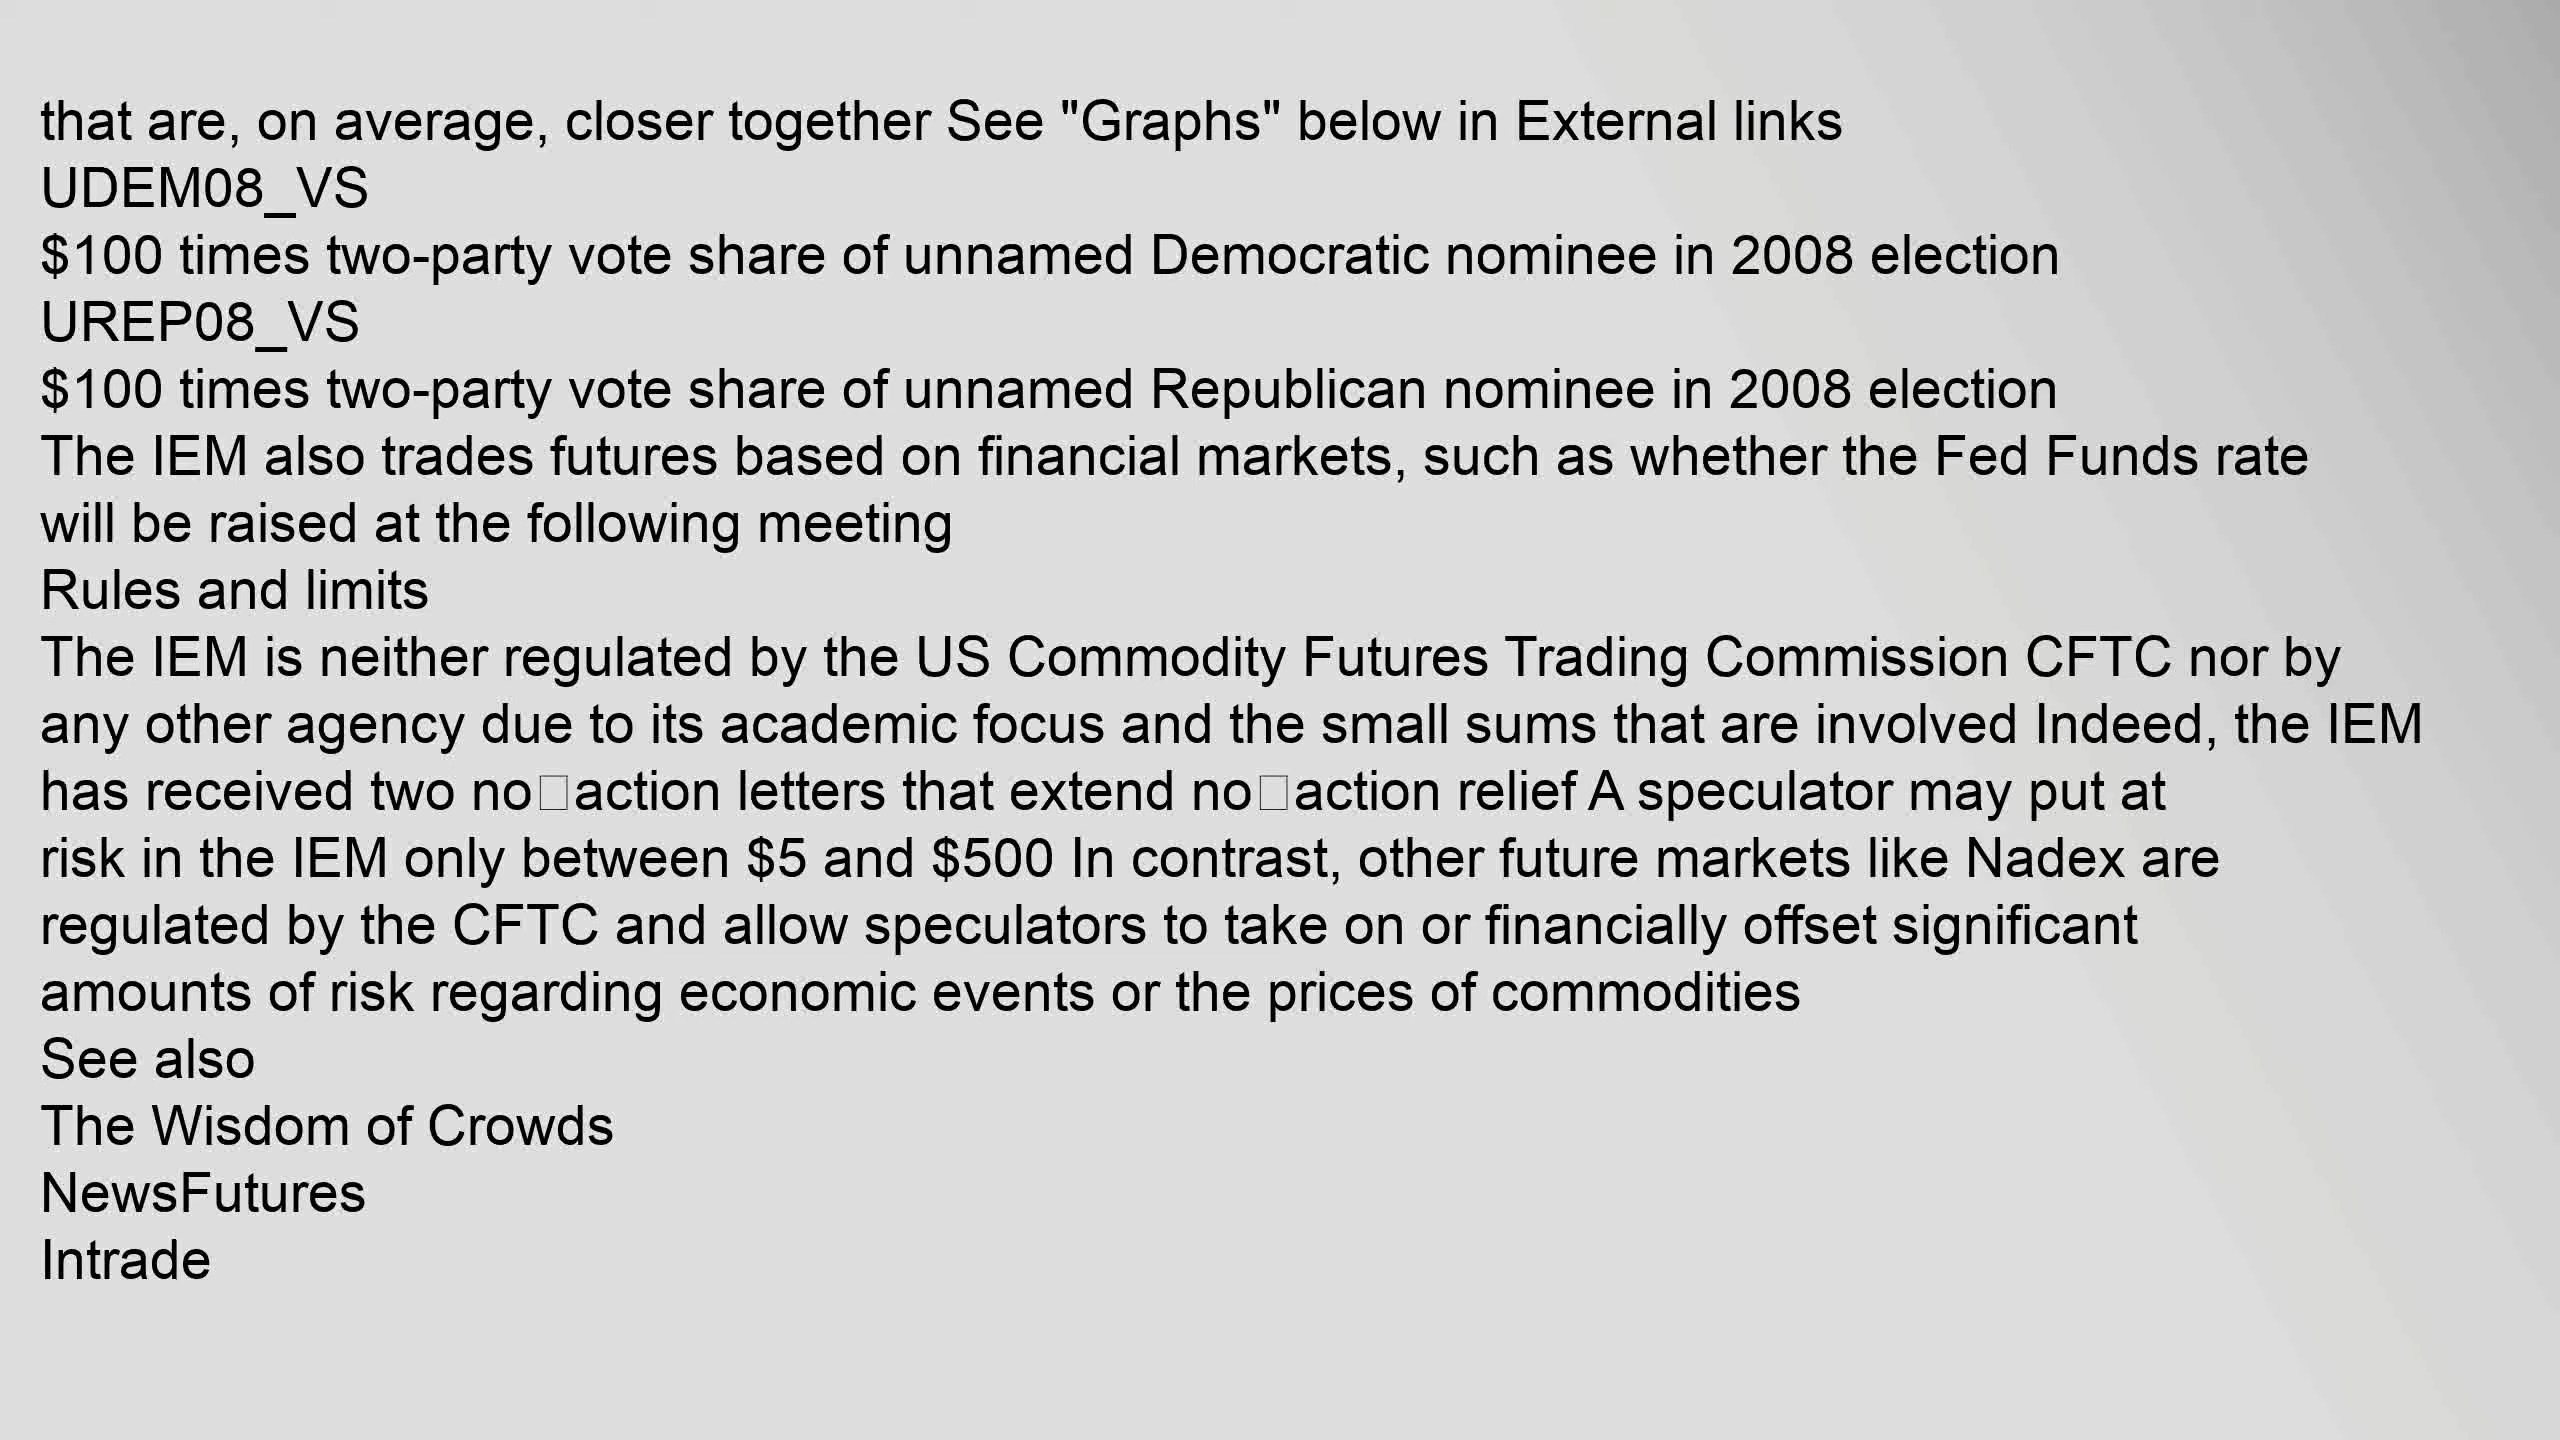 that are, on average, closer together See "Graphs" below in External links
UDEM08_VS
$100 times two-party vote share of unnamed Democratic nominee in 2008 election
UREP08_VS
$100 times two-party vote share of unnamed Republican nominee in 2008 election
The IEM also trades futures based on financial markets, such as whether the Fed Funds rate
will be raised at the following meeting
Rules and limits
The IEM is neither regulated by the US Commodity Futures Trading Commission CFTC nor by
any other agency due to its academic focus and the small sums that are involved Indeed, the IEM
has received two no□action letters that extend no□action relief A speculator may put at
risk in the IEM only between $5 and $500 In contrast, other future markets like Nadex are
regulated by the CFTC and allow speculators to take on or financially offset significant
amounts of risk regarding economic events or the prices of commodities
See also
The Wisdom of Crowds
NewsFutures
Intrade